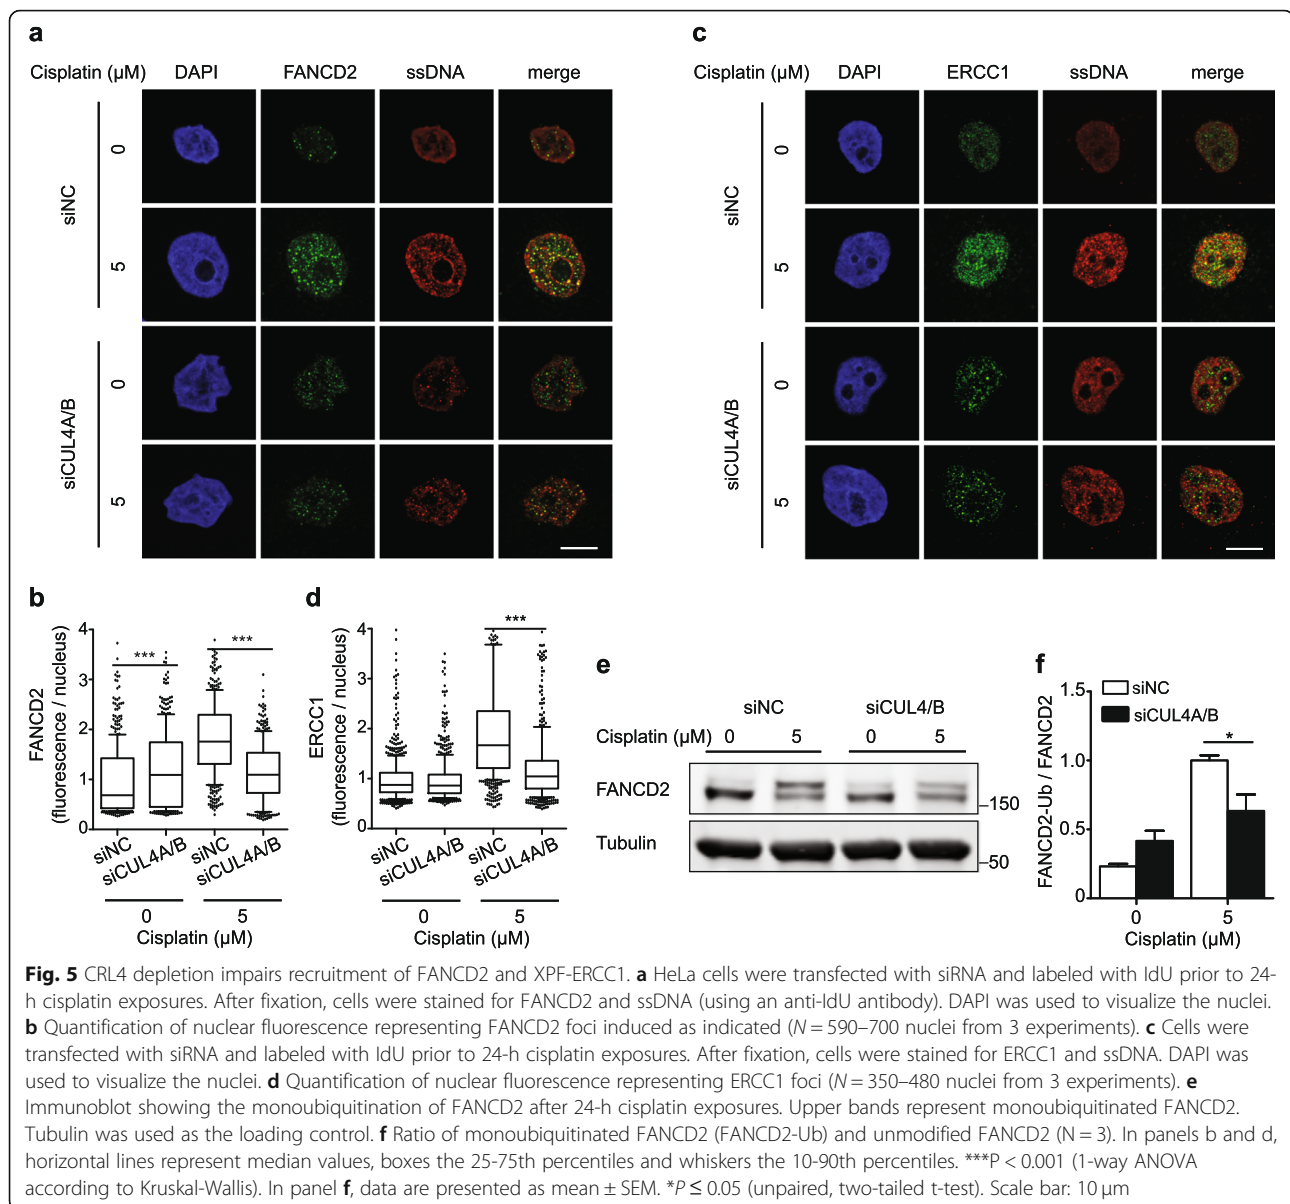 a
Cisplatin (µM) DAPI FANCD2 ssDNA merge
siNC
0
5
siCUL4A/B
0
5
c
Cisplatin (µM) DAPI ERCC1 ssDNA merge
siNC
0
5
siCUL4A/B
0
5
b
FANCD2
(fluorescence / nucleus)
4
3
2
1
0
*** ***
siNC siCUL4A/B siNC siCUL4A/B
0 5
Cisplatin (µM)
d
ERCC1
(fluorescence / nucleus)
4
3
2
1
0
***
siNC siCUL4A/B siNC siCUL4A/B
0 5
Cisplatin (µM)
e
siNC siCUL4/B
Cisplatin (µM) 0 5 0 5
FANCD2 –150
Tubulin –50
f
FANCD2-Ub / FANCD2
1.5
1.0
0.5
0
siNC
siCUL4A/B
*
0 5
Cisplatin (µM)
Fig. 5 CRL4 depletion impairs recruitment of FANCD2 and XPF-ERCC1. a HeLa cells were transfected with siRNA and labeled with IdU prior to 24-
h cisplatin exposures. After fixation, cells were stained for FANCD2 and ssDNA (using an anti-IdU antibody). DAPI was used to visualize the nuclei.
b Quantification of nuclear fluorescence representing FANCD2 foci induced as indicated (N = 590–700 nuclei from 3 experiments). c Cells were
transfected with siRNA and labeled with IdU prior to 24-h cisplatin exposures. After fixation, cells were stained for ERCC1 and ssDNA. DAPI was
used to visualize the nuclei. d Quantification of nuclear fluorescence representing ERCC1 foci (N = 350–480 nuclei from 3 experiments). e
Immunoblot showing the monoubiquitination of FANCD2 after 24-h cisplatin exposures. Upper bands represent monoubiquitinated FANCD2.
Tubulin was used as the loading control. f Ratio of monoubiquitinated FANCD2 (FANCD2-Ub) and unmodified FANCD2 (N = 3). In panels b and d,
horizontal lines represent median values, boxes the 25-75th percentiles and whiskers the 10-90th percentiles. ***P < 0.001 (1-way ANOVA
according to Kruskal-Wallis). In panel f, data are presented as mean ± SEM. *P ≤ 0.05 (unpaired, two-tailed t-test). Scale bar: 10 µm